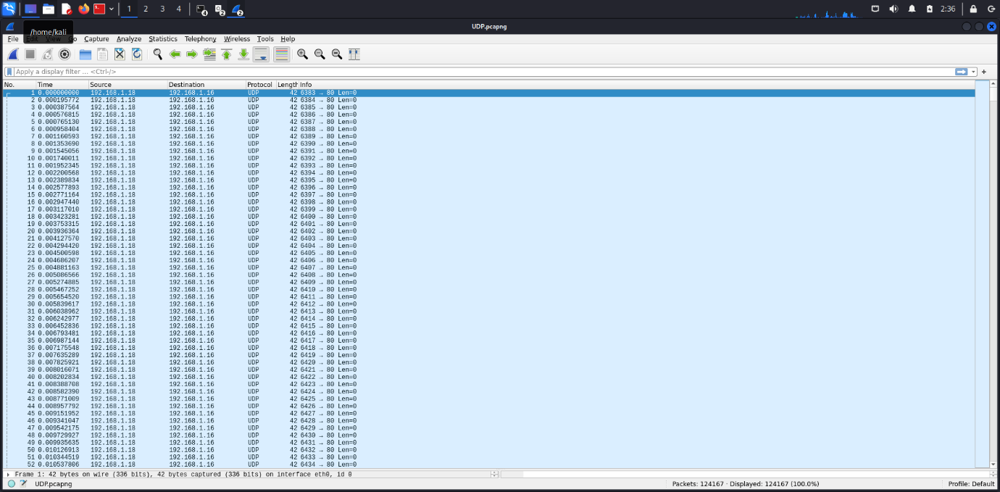 1 2 3 4 4 2 2 2:36
UDP.pcapng
/home/kali
File Edit View Go Capture Analyze Statistics Telephony Wireless Tools Help
Apply a display filter ... <Ctrl-/>
No. Time Source Destination Protocol Length Info
1 0.000000000 192.168.1.18 192.168.1.16 UDP 42 6383 → 80 Len=0
2 0.000195772 192.168.1.18 192.168.1.16 UDP 42 6384 → 80 Len=0
3 0.000387564 192.168.1.18 192.168.1.16 UDP 42 6385 → 80 Len=0
4 0.000576815 192.168.1.18 192.168.1.16 UDP 42 6386 → 80 Len=0
5 0.000765130 192.168.1.18 192.168.1.16 UDP 42 6387 → 80 Len=0
6 0.000958404 192.168.1.18 192.168.1.16 UDP 42 6388 → 80 Len=0
7 0.001160593 192.168.1.18 192.168.1.16 UDP 42 6389 → 80 Len=0
8 0.001353690 192.168.1.18 192.168.1.16 UDP 42 6390 → 80 Len=0
9 0.001545056 192.168.1.18 192.168.1.16 UDP 42 6391 → 80 Len=0
10 0.001740011 192.168.1.18 192.168.1.16 UDP 42 6392 → 80 Len=0
11 0.001952345 192.168.1.18 192.168.1.16 UDP 42 6393 → 80 Len=0
12 0.002200568 192.168.1.18 192.168.1.16 UDP 42 6394 → 80 Len=0
13 0.002389834 192.168.1.18 192.168.1.16 UDP 42 6395 → 80 Len=0
14 0.002577893 192.168.1.18 192.168.1.16 UDP 42 6396 → 80 Len=0
15 0.002771164 192.168.1.18 192.168.1.16 UDP 42 6397 → 80 Len=0
16 0.002947440 192.168.1.18 192.168.1.16 UDP 42 6398 → 80 Len=0
17 0.003117010 192.168.1.18 192.168.1.16 UDP 42 6399 → 80 Len=0
18 0.003423281 192.168.1.18 192.168.1.16 UDP 42 6400 → 80 Len=0
19 0.003753315 192.168.1.18 192.168.1.16 UDP 42 6401 → 80 Len=0
20 0.003936364 192.168.1.18 192.168.1.16 UDP 42 6402 → 80 Len=0
21 0.004127570 192.168.1.18 192.168.1.16 UDP 42 6403 → 80 Len=0
22 0.004294420 192.168.1.18 192.168.1.16 UDP 42 6404 → 80 Len=0
23 0.004500598 192.168.1.18 192.168.1.16 UDP 42 6405 → 80 Len=0
24 0.004686207 192.168.1.18 192.168.1.16 UDP 42 6406 → 80 Len=0
25 0.004881163 192.168.1.18 192.168.1.16 UDP 42 6407 → 80 Len=0
26 0.005086566 192.168.1.18 192.168.1.16 UDP 42 6408 → 80 Len=0
27 0.005274885 192.168.1.18 192.168.1.16 UDP 42 6409 → 80 Len=0
28 0.005467252 192.168.1.18 192.168.1.16 UDP 42 6410 → 80 Len=0
29 0.005654520 192.168.1.18 192.168.1.16 UDP 42 6411 → 80 Len=0
30 0.005839617 192.168.1.18 192.168.1.16 UDP 42 6412 → 80 Len=0
31 0.006038962 192.168.1.18 192.168.1.16 UDP 42 6413 → 80 Len=0
32 0.006242977 192.168.1.18 192.168.1.16 UDP 42 6414 → 80 Len=0
33 0.006452836 192.168.1.18 192.168.1.16 UDP 42 6415 → 80 Len=0
34 0.006793481 192.168.1.18 192.168.1.16 UDP 42 6416 → 80 Len=0
35 0.006987144 192.168.1.18 192.168.1.16 UDP 42 6417 → 80 Len=0
36 0.007175548 192.168.1.18 192.168.1.16 UDP 42 6418 → 80 Len=0
37 0.007635289 192.168.1.18 192.168.1.16 UDP 42 6419 → 80 Len=0
38 0.007825921 192.168.1.18 192.168.1.16 UDP 42 6420 → 80 Len=0
39 0.008016071 192.168.1.18 192.168.1.16 UDP 42 6421 → 80 Len=0
40 0.008202834 192.168.1.18 192.168.1.16 UDP 42 6422 → 80 Len=0
41 0.008388708 192.168.1.18 192.168.1.16 UDP 42 6423 → 80 Len=0
42 0.008582390 192.168.1.18 192.168.1.16 UDP 42 6424 → 80 Len=0
43 0.008771009 192.168.1.18 192.168.1.16 UDP 42 6425 → 80 Len=0
44 0.008957792 192.168.1.18 192.168.1.16 UDP 42 6426 → 80 Len=0
45 0.009151952 192.168.1.18 192.168.1.16 UDP 42 6427 → 80 Len=0
46 0.009341047 192.168.1.18 192.168.1.16 UDP 42 6428 → 80 Len=0
47 0.009542175 192.168.1.18 192.168.1.16 UDP 42 6429 → 80 Len=0
48 0.009729927 192.168.1.18 192.168.1.16 UDP 42 6430 → 80 Len=0
49 0.009935635 192.168.1.18 192.168.1.16 UDP 42 6431 → 80 Len=0
50 0.010126913 192.168.1.18 192.168.1.16 UDP 42 6432 → 80 Len=0
51 0.010344519 192.168.1.18 192.168.1.16 UDP 42 6433 → 80 Len=0
52 0.010537806 192.168.1.18 192.168.1.16 UDP 42 6434 → 80 Len=0
Frame 1: 42 bytes on wire (336 bits), 42 bytes captured (336 bits) on interface eth0, id 0
UDP.pcapng Packets: 124167 · Displayed: 124167 (100.0%) Profile: Default